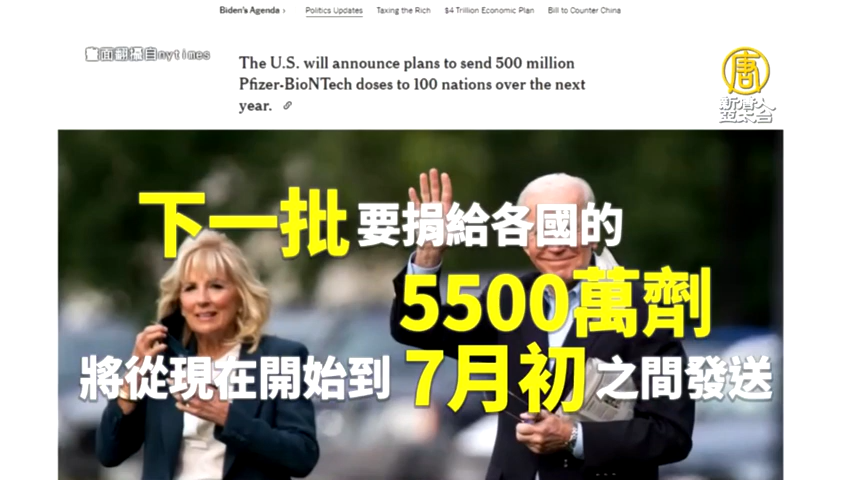 Biden's Agenda › Politics Updates Taxing the Rich $4 Trillion Economic Plan Bill to Counter China
畫面翻攝自nytimes
The U.S. will announce plans to send 500 million
Pfizer-BioNTech doses to 100 nations over the next
year.
唐
新唐人
亞太台
下一批要捐給各國的
5500萬劑
將從現在開始到7月初之間發送